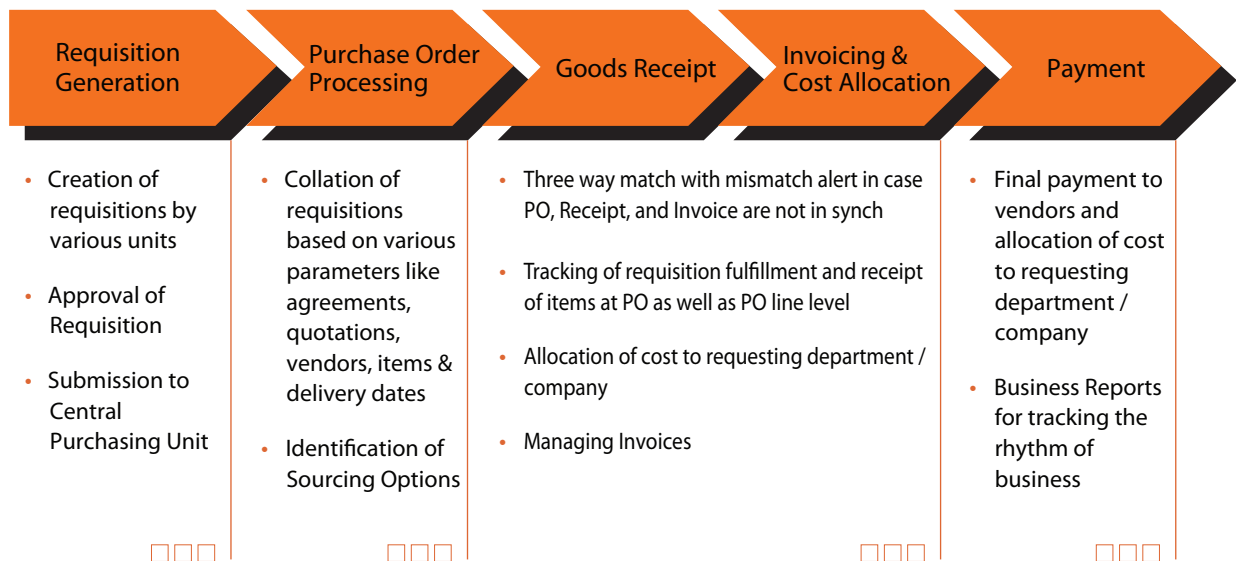 Requisition
Generation
Purchase Order
Processing
Goods Receipt
Invoicing &
Cost Allocation
Payment
• Creation of
requisitions by
various units
• Approval of
Requisition
• Submission to
Central
Purchasing Unit
• Collation of
requisitions
based on various
parameters like
agreements,
quotations,
vendors, items &
delivery dates
• Identification of
Sourcing Options
• Three way match with mismatch alert in case
PO, Receipt, and Invoice are not in synch
• Tracking of requisition fulfillment and receipt
of items at PO as well as PO line level
• Allocation of cost to requesting department /
company
• Managing Invoices
• Final payment to
vendors and
allocation of cost
to requesting
department /
company
• Business Reports
for tracking the
rhythm of
business